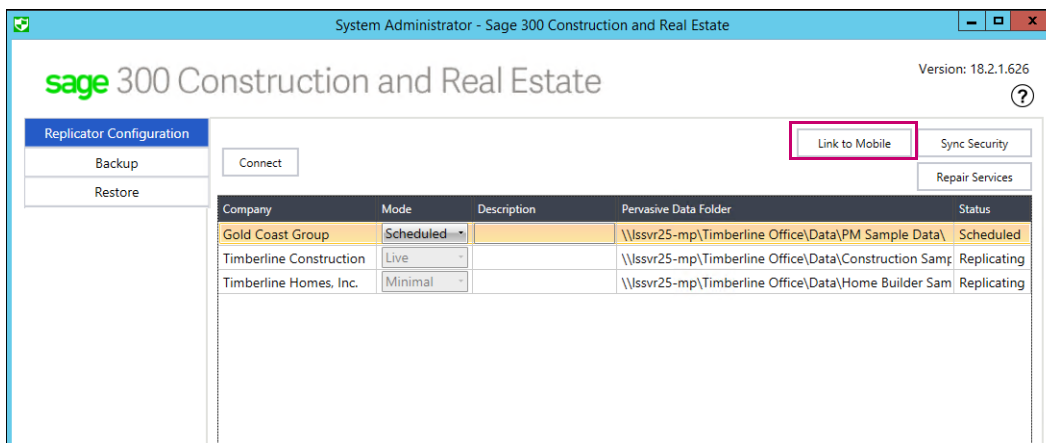 System Administrator - Sage 300 Construction and Real Estate
sage 300 Construction and Real Estate
Version: 18.2.1.626
?
Replicator Configuration
Backup
Restore
Connect
Link to Mobile
Sync Security
Repair Services
Company Mode Description Pervasive Data Folder Status
Gold Coast Group Scheduled \\lssvr25-mp\Timberline Office\Data\PM Sample Data\ Scheduled
Timberline Construction Live \\lssvr25-mp\Timberline Office\Data\Construction Samp Replicating
Timberline Homes, Inc. Minimal \\lssvr25-mp\Timberline Office\Data\Home Builder Sam Replicating